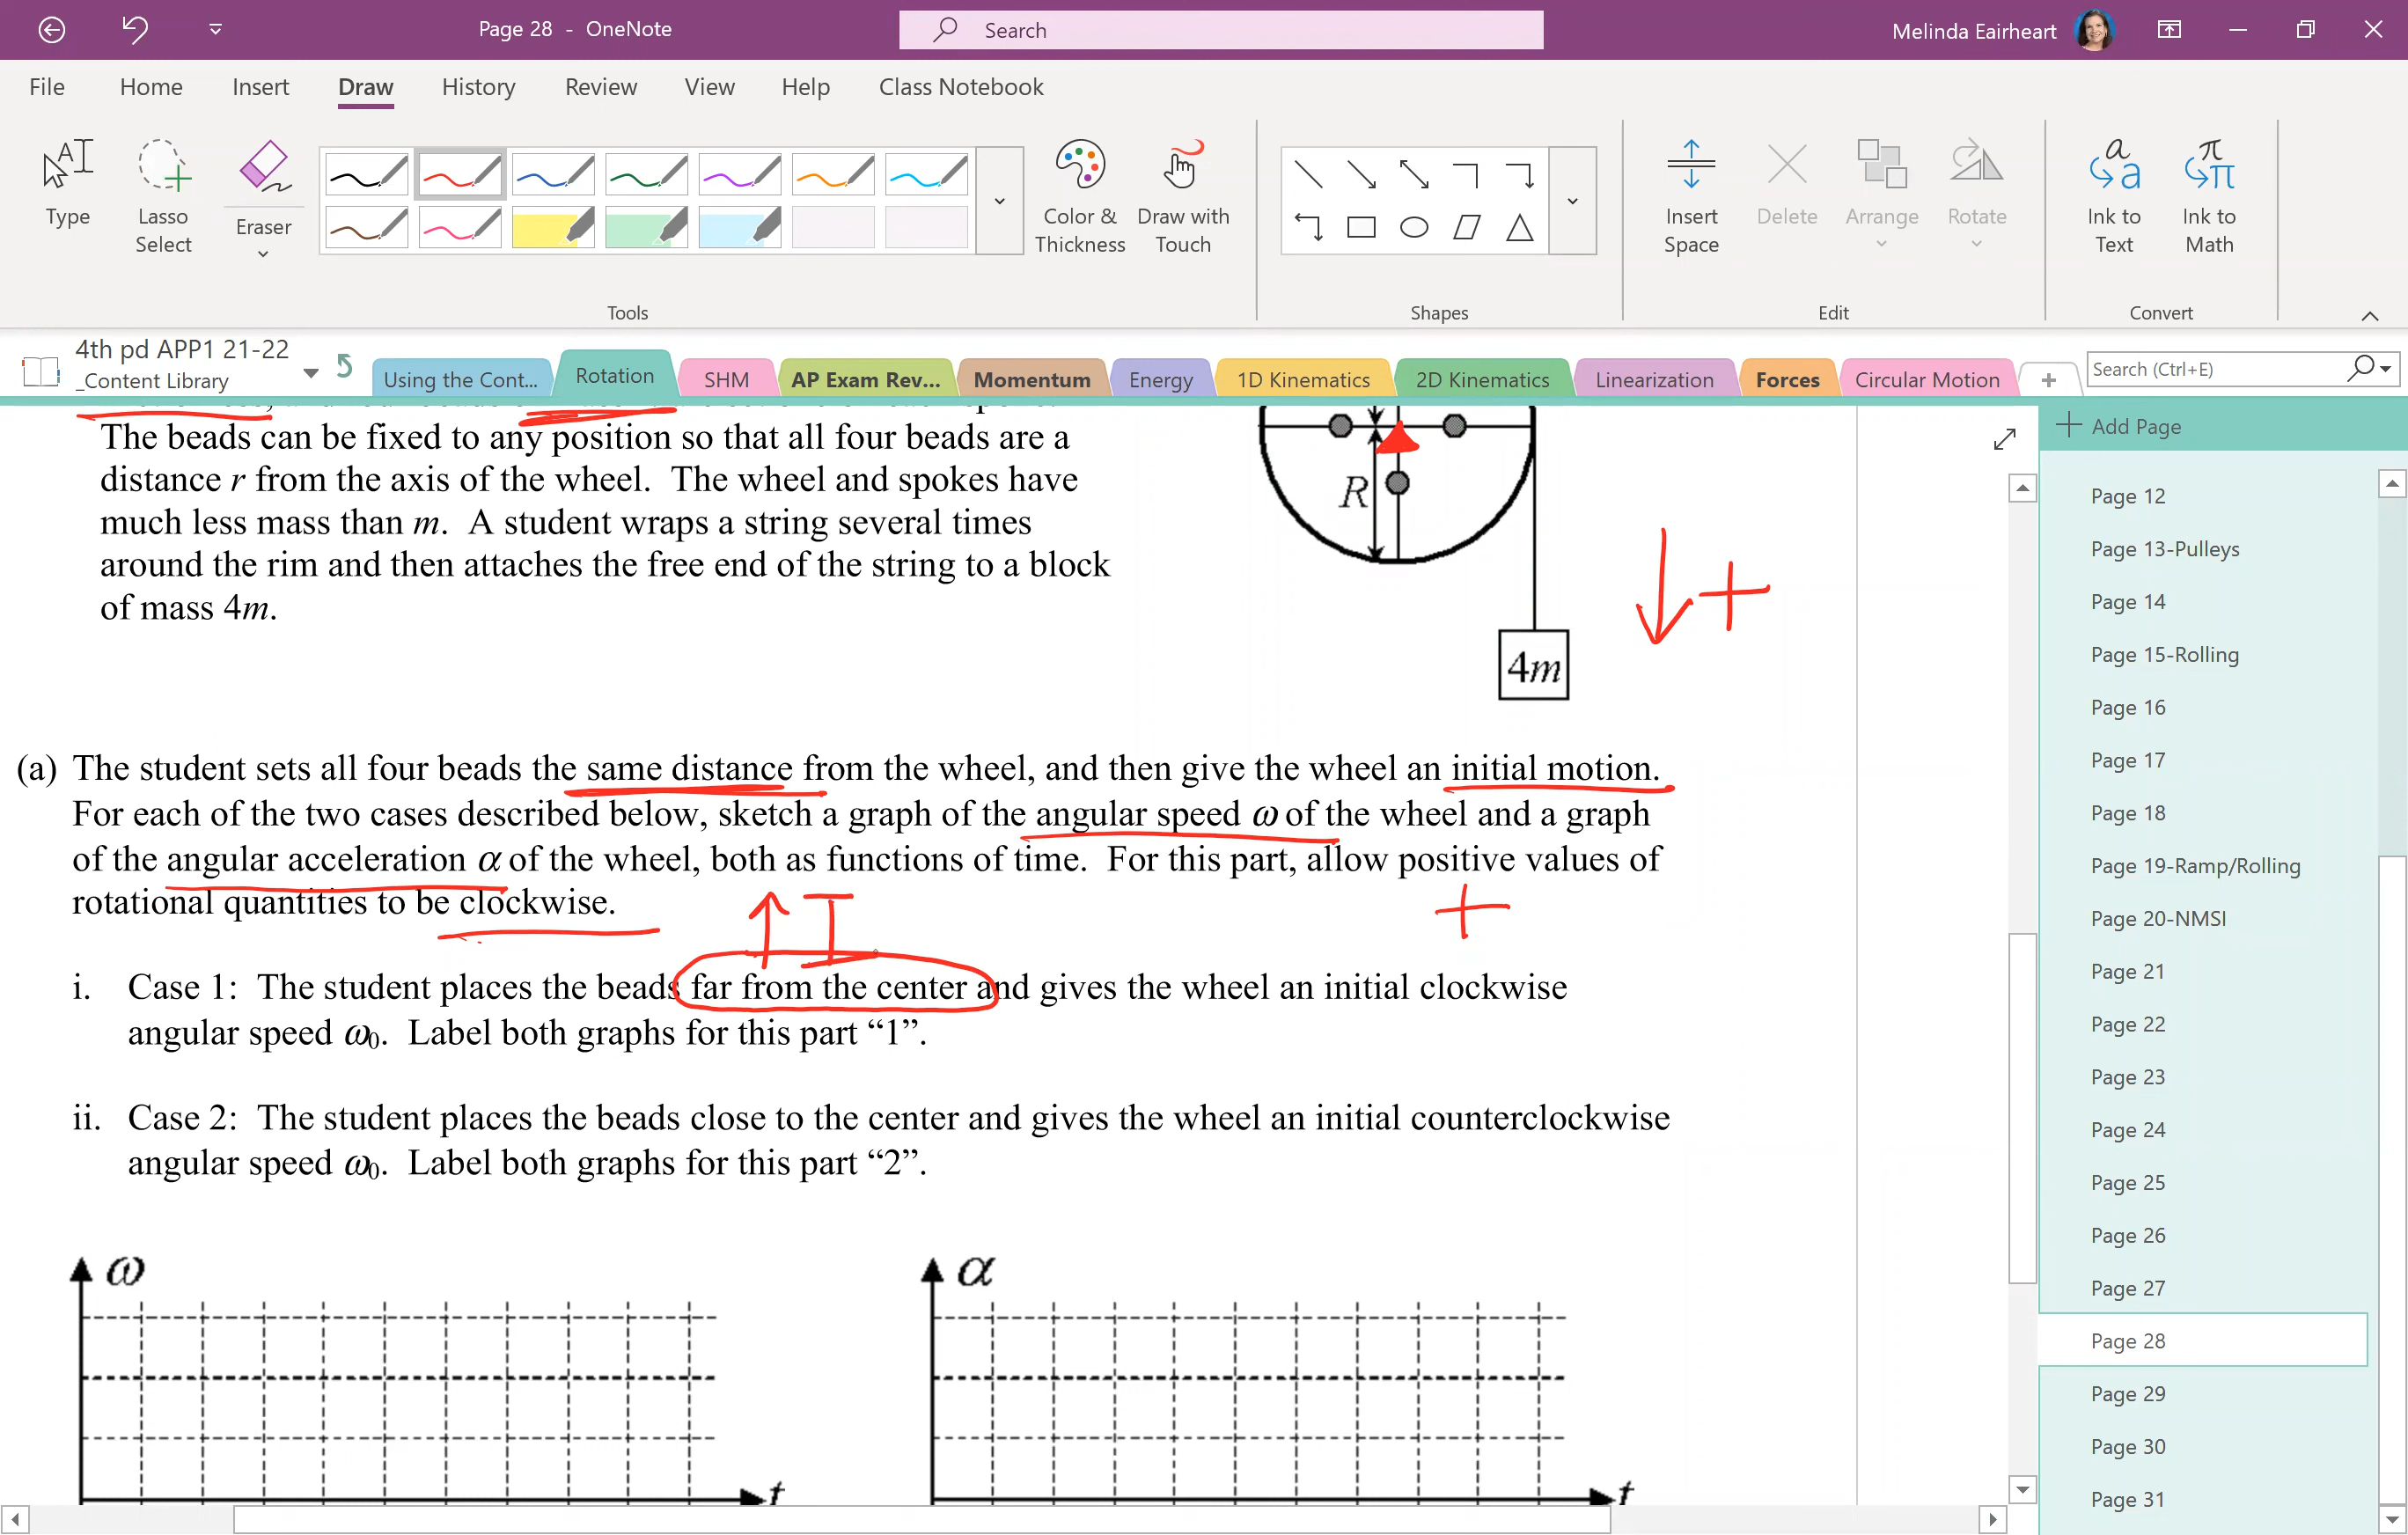 Page 28 - OneNote
Search
Melinda Eairheart
File Home Insert Draw History Review View Help Class Notebook
Type
Lasso Select
Eraser
Color & Thickness
Draw with Touch
Insert Space
Delete
Arrange
Rotate
Ink to Text
Ink to Math
Tools
Shapes
Edit
Convert
4th pd APP1 21-22
_Content Library
Using the Cont... Rotation SHM AP Exam Rev... Momentum Energy 1D Kinematics 2D Kinematics Linearization Forces Circular Motion +
Search (Ctrl+E)
The beads can be fixed to any position so that all four beads are a
distance r from the axis of the wheel. The wheel and spokes have
much less mass than m. A student wraps a string several times
around the rim and then attaches the free end of the string to a block
of mass 4m.
R
4m
+
(a) The student sets all four beads the same distance from the wheel, and then give the wheel an initial motion.
For each of the two cases described below, sketch a graph of the angular speed ω of the wheel and a graph
of the angular acceleration α of the wheel, both as functions of time. For this part, allow positive values of
rotational quantities to be clockwise.
↑ I
+
i. Case 1: The student places the beads far from the center and gives the wheel an initial clockwise
angular speed ω0. Label both graphs for this part “1”.
ii. Case 2: The student places the beads close to the center and gives the wheel an initial counterclockwise
angular speed ω0. Label both graphs for this part “2”.
ω
t
α
t
Add Page
Page 12
Page 13-Pulleys
Page 14
Page 15-Rolling
Page 16
Page 17
Page 18
Page 19-Ramp/Rolling
Page 20-NMSI
Page 21
Page 22
Page 23
Page 24
Page 25
Page 26
Page 27
Page 28
Page 29
Page 30
Page 31